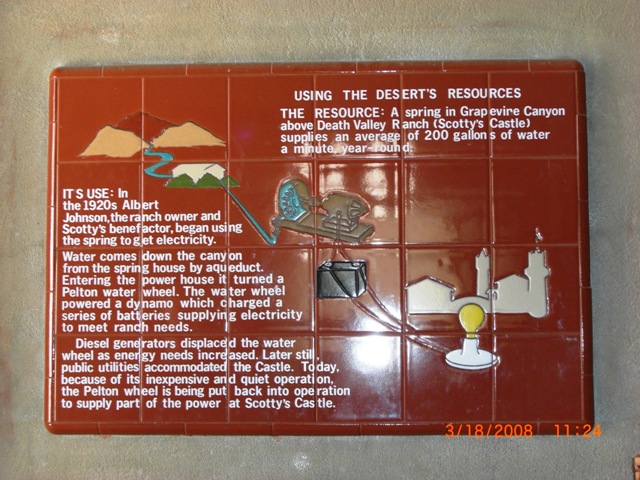 USING THE DESERT'S RESOURCES
THE RESOURCE: A spring in Grapevire Canyon
above Death Valley Ranch (Scotty's Castle)
supplies an average of 200 gallons of water
a minute, year-round.
IT S USE: In
the 1920s Albert
Johnson, the ranch owner and
Scotty's benefactor, began using
the spring to get electricity.
Water comes down the canyon
from the spring house by aqueduct.
Entering the power house it turned a
Pelton water wheel. The water wheel
powered a dynamo which charged a
series of batteries supplying electricity
to meet ranch needs.
Diesel generators displaced the water
wheel as energy needs increased. Later still,
public utilities accommodated the Castle. Today,
because of its inexpensive and quiet operation,
the Pelton wheel is being put back into operation
to supply part of the power at Scotty's Castle.
3/18/2008 11:24